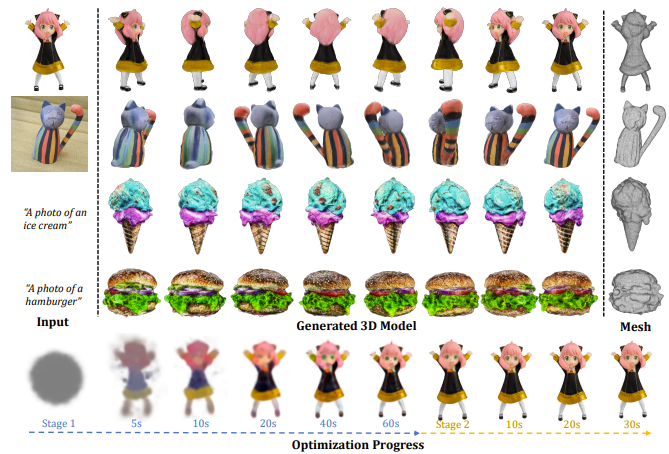 "A photo of an
ice cream"
"A photo of a
hamburger"
Input
Generated 3D Model
Mesh
Stage 1
5s
10s
20s
40s
60s
Stage 2
10s
20s
30s
Optimization Progress